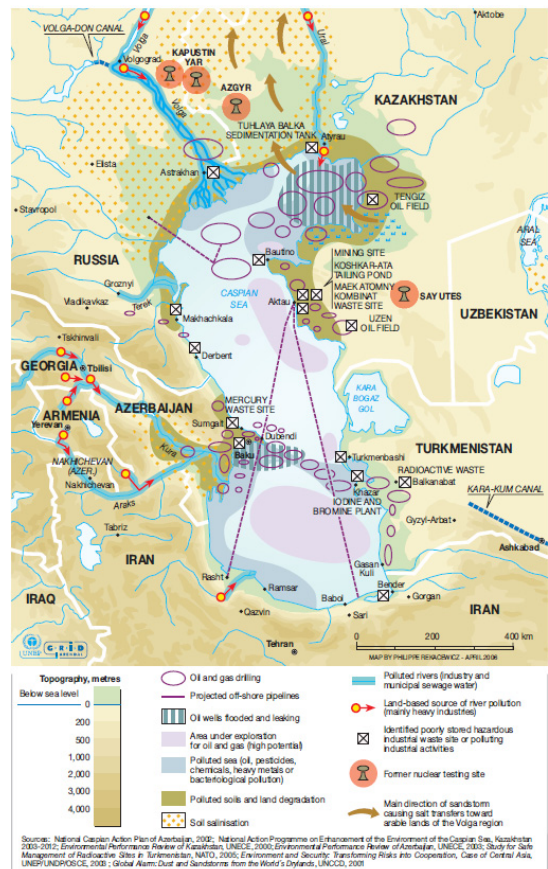 Aktobe
VOLGA-DON CANAL
Volga
Volgograd
KAPUSTIN
YAR
Ural
AZGYR
Volga
KAZAKHSTAN
TUHLAYA BALKA
SEDIMENTATION TANK
Atyrau
Elista
Astrakhan
TENGIZ
OIL FIELD
Stavropol
ARAL
SEA
RUSSIA
Bautino
MINING SITE
KOSHKAR-ATA
TAILING POND
MAEK ATOMNY
KOMBINAT
WASTE SITE
Groznyl
CASPIAN
SEA
Aktau
SAY UTES
Terek
Vladikavkaz
Makhachkala
UZEN
OIL FIELD
UZBEKISTAN
Derbent
Tskhinvall
GEORGIA
Tbilisi
KARA
BOGAZ
GOL
ARMENIA
AZERBAIJAN
MERCURY
WASTE SITE
Yerevan
Sumgaīt
Dubendi
TURKMENISTAN
NAKHICHEVAN
(AZER.)
Kura
Baku
Turkmenbashi
RADIOACTIVE WASTE
Balkanabat
Nakhichevan
Khazar
KARA-KUM CANAL
IODINE AND
BROMINE PLANT
Araks
Gyzyl-Arbat
Tabriz
Ashkabad
IRAN
Gasan
Kuli
Rasht
Bender
Ramsar
Gorgan
IRAQ
Babol
Sari
IRAN
Qazvin
Tehran
0 200 400 km
UNEP
GRID
Arendal
MAP BY PHILIPPE REKACEWICZ - APRIL 2006
Topography, metres
Below sea level
0
200
1,000
2,000
3,000
4,000
Oil and gas drilling
Projected off-shore pipelines
Oil wells flooded and leaking
Area under exploration
for oil and gas (high potential)
Polluted sea (oil, pesticides,
chemicals, heavy metals or
bacteriological pollution)
Polluted soils and land degradation
Soil salinisation
Polluted rivers (industry and
municipal sewage water)
Land-based source of river pollution
(mainly heavy industries)
Identified poorly stored hazardous
industrial waste site or polluting
industrial activities
Former nuclear testing site
Main direction of sandstorm
causing salt transfers toward
arable lands of the Volga region
Sources: National Caspian Action Plan of Azerbaijan, 2002; National Action Programme on Enhancement of the Environment of the Caspian Sea, Kazakhstan
2003-2012; Environmental Performance Review of Kazakhstan, UNECE, 2000; Environmental Performance Review of Azerbaijan, UNECE, 2003; Study for Safe
Management of Radioactive Sites in Turkmenistan, NATO, 2005; Environment and Security: Transforming Risks into Cooperation, Case of Central Asia,
UNEP/UNDP/OSCE, 2003; Global Alarm: Dust and Sandstorms from the World's Drylands, UNCCD, 2001